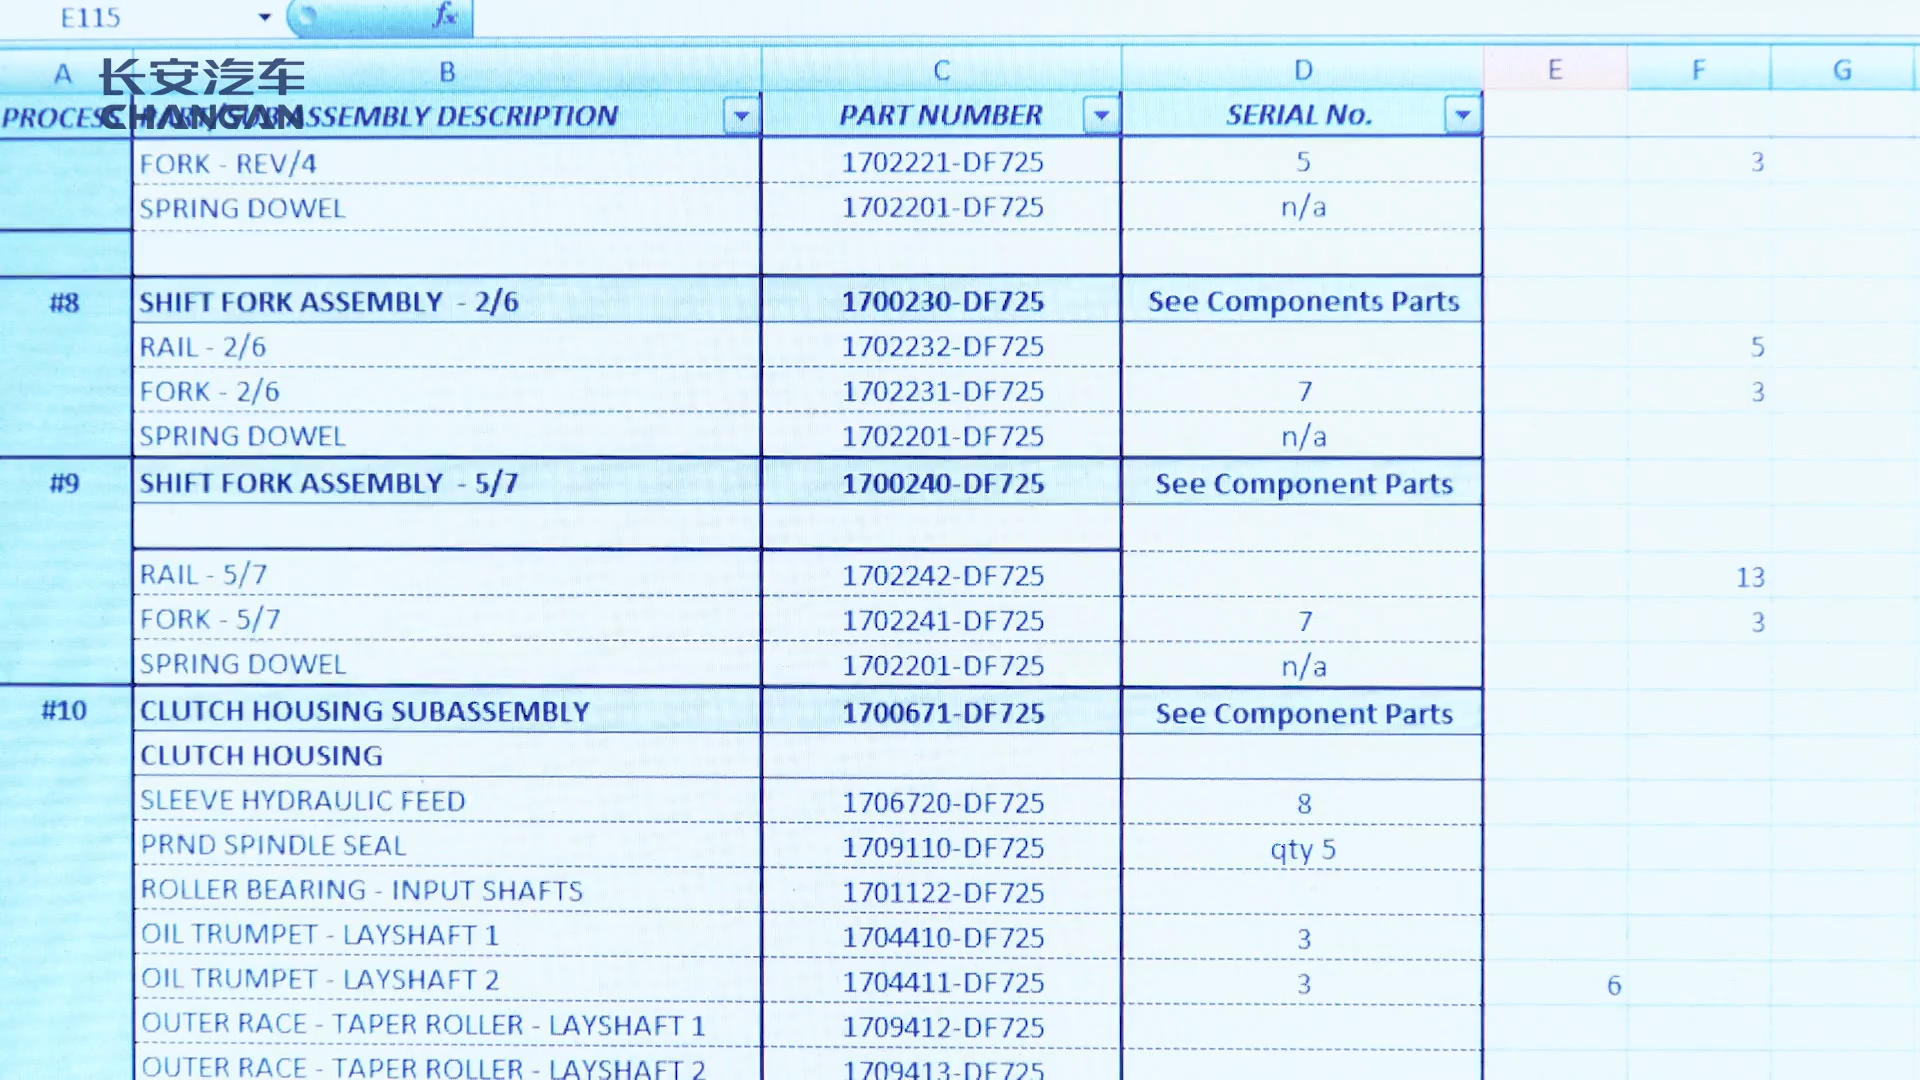 E115
fx
A B C D E F G
长安汽车
CHANGAN
PROCESS ASSEMBLY DESCRIPTION PART NUMBER SERIAL No.
FORK - REV/4 1702221-DF725 5 3
SPRING DOWEL 1702201-DF725 n/a
#8 SHIFT FORK ASSEMBLY - 2/6 1700230-DF725 See Components Parts
RAIL - 2/6 1702232-DF725 5
FORK - 2/6 1702231-DF725 7 3
SPRING DOWEL 1702201-DF725 n/a
#9 SHIFT FORK ASSEMBLY - 5/7 1700240-DF725 See Component Parts
RAIL - 5/7 1702242-DF725 13
FORK - 5/7 1702241-DF725 7 3
SPRING DOWEL 1702201-DF725 n/a
#10 CLUTCH HOUSING SUBASSEMBLY 1700671-DF725 See Component Parts
CLUTCH HOUSING
SLEEVE HYDRAULIC FEED 1706720-DF725 8
PRND SPINDLE SEAL 1709110-DF725 qty 5
ROLLER BEARING - INPUT SHAFTS 1701122-DF725
OIL TRUMPET - LAYSHAFT 1 1704410-DF725 3
OIL TRUMPET - LAYSHAFT 2 1704411-DF725 3 6
OUTER RACE - TAPER ROLLER - LAYSHAFT 1 1709412-DF725
OUTER RACE - TAPER ROLLER - LAYSHAFT 2 1709413-DF725